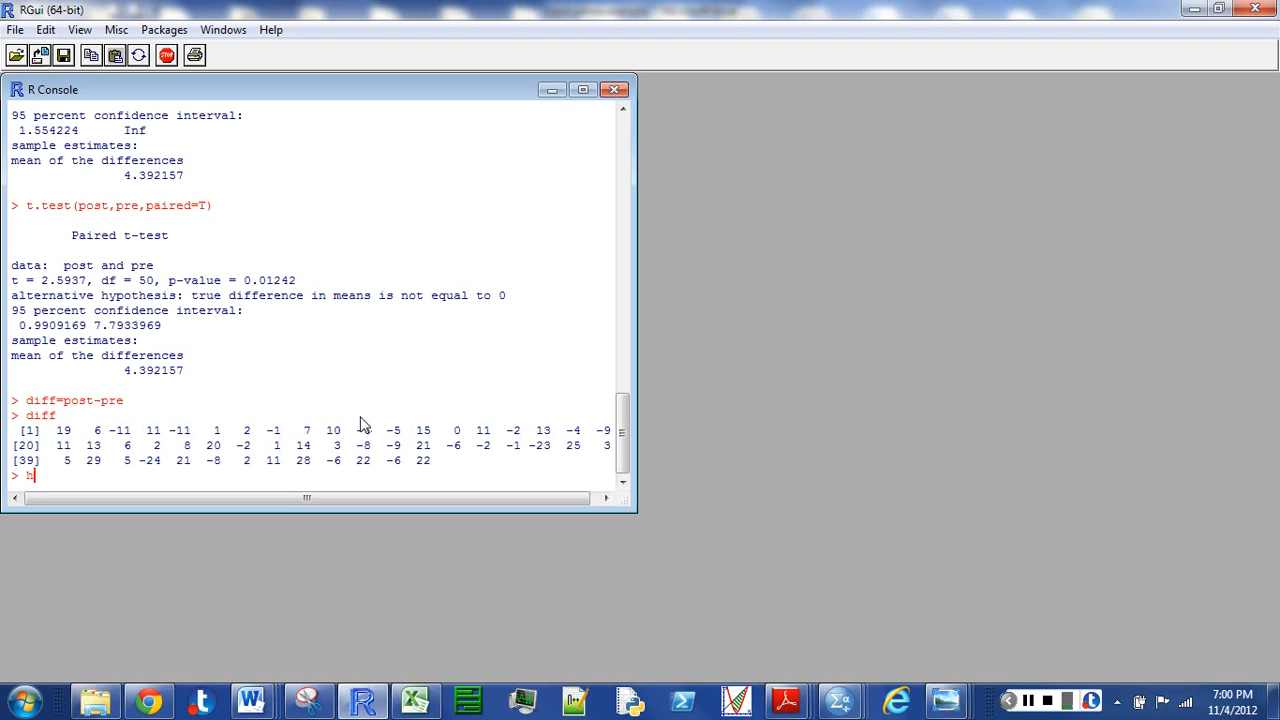 RGui (64-bit)
File Edit View Misc Packages Windows Help
STOP
R Console
95 percent confidence interval:
1.554224 Inf
sample estimates:
mean of the differences
4.392157
> t.test(post,pre,paired=T)
Paired t-test
data: post and pre
t = 2.5937, df = 50, p-value = 0.01242
alternative hypothesis: true difference in means is not equal to 0
95 percent confidence interval:
0.9909169 7.7933969
sample estimates:
mean of the differences
4.392157
> diff=post-pre
> diff
[1] 19 6 -11 11 -11 1 2 -1 7 10 -5 15 0 11 -2 13 -4 -9
[20] 11 13 6 2 8 20 -2 1 14 3 -8 -9 21 -6 -2 -1 -23 25 3
[39] 5 29 5 -24 21 -8 2 11 28 -6 22 -6 22
> h
7:00 PM
11/4/2012